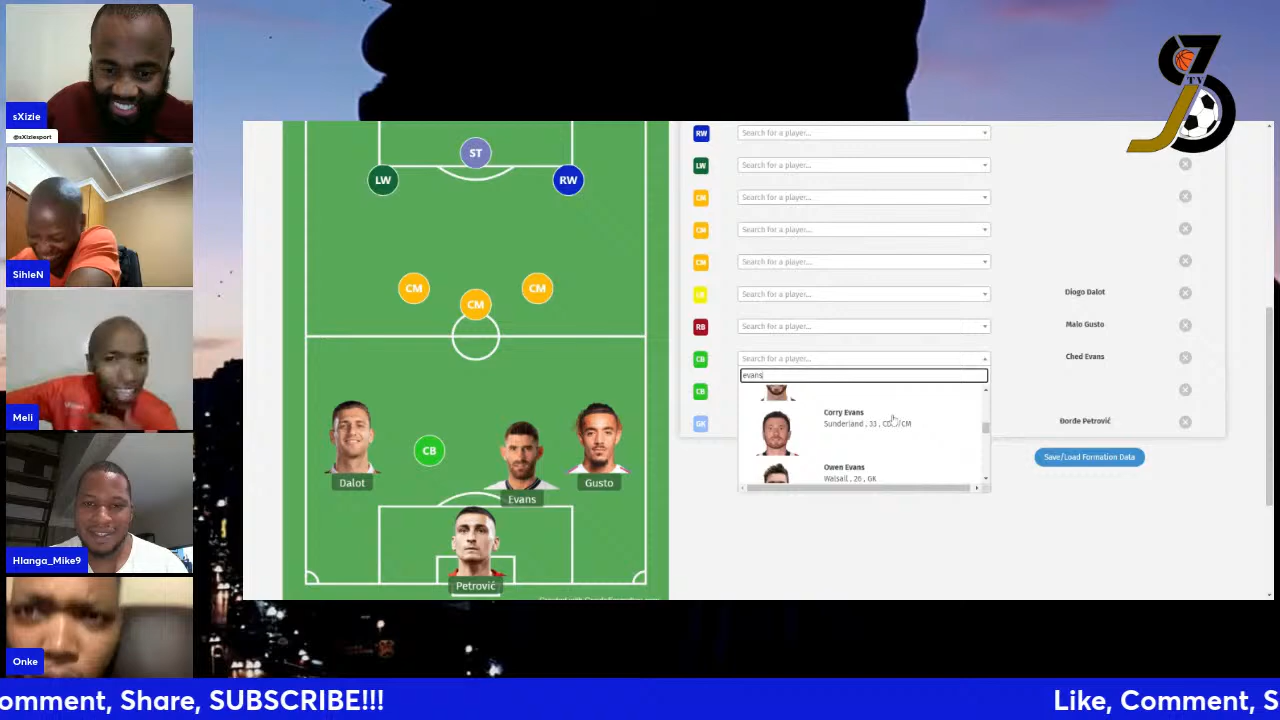 sXizie
@sXiziesport
SihleN
Meli
Hlanga_Mike9
Onke
TV
ST
LW
RW
CM
CM
CM
Dalot
CB
Evans
Gusto
Petrović
RW
Search for a player...
LW
Search for a player...
CM
Search for a player...
CM
Search for a player...
CM
Search for a player...
Search for a player...
Diogo Dalot
RB
Search for a player...
Malo Gusto
CB
Search for a player...
Ched Evans
evans
CB
Corry Evans
Sunderland , 33 ,
GK
Đorđe Petrović
Owen Evans
Walsall , 26 , GK
Save/Load Formation Data
omment, Share, SUBSCRIBE!!!
Like, Comment, S